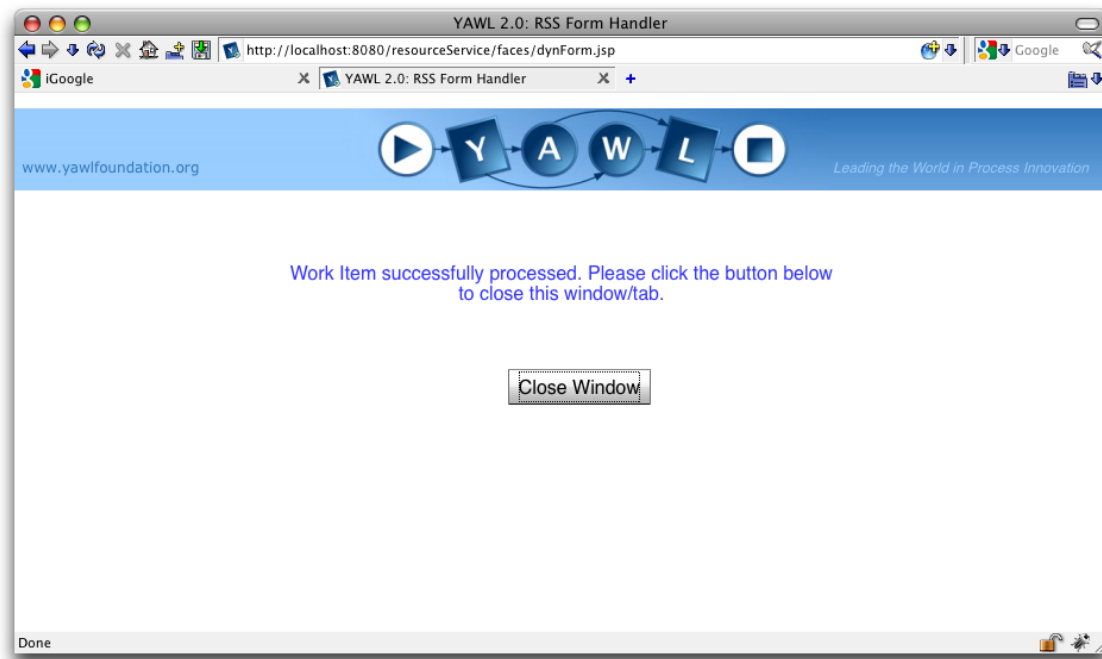 YAWL 2.0: RSS Form Handler
http://localhost:8080/resourceService/faces/dynForm.jsp
Google
iGoogle
YAWL 2.0: RSS Form Handler
www.yawlfoundation.org
YAWL
Leading the World in Process Innovation
Work Item successfully processed. Please click the button below
to close this window/tab.
Close Window
Done